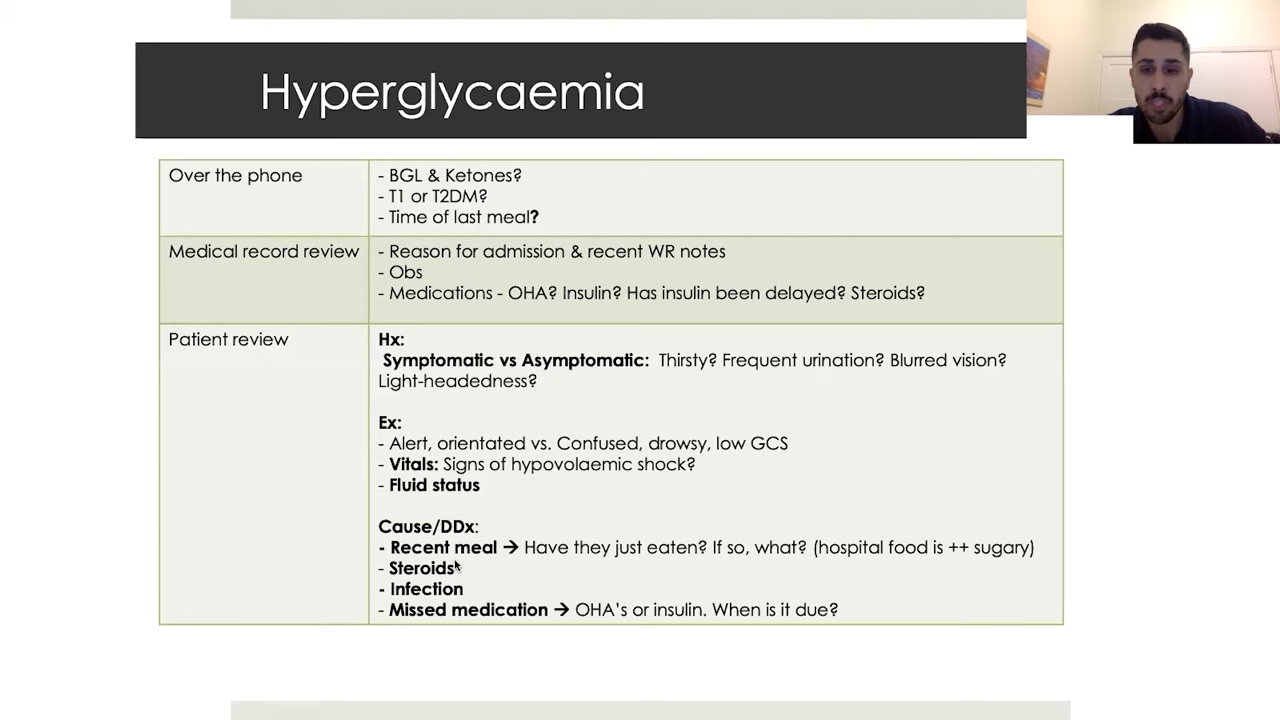 Hyperglycaemia
Over the phone
- BGL & Ketones?
- T1 or T2DM?
- Time of last meal?
Medical record review
- Reason for admission & recent WR notes
- Obs
- Medications - OHA? Insulin? Has insulin been delayed? Steroids?
Patient review
Hx:
Symptomatic vs Asymptomatic: Thirsty? Frequent urination? Blurred vision?
Light-headedness?
Ex:
- Alert, orientated vs. Confused, drowsy, low GCS
- Vitals: Signs of hypovolaemic shock?
- Fluid status
Cause/DDx:
- Recent meal → Have they just eaten? If so, what? (hospital food is ++ sugary)
- Steroids
- Infection
- Missed medication → OHA's or insulin. When is it due?